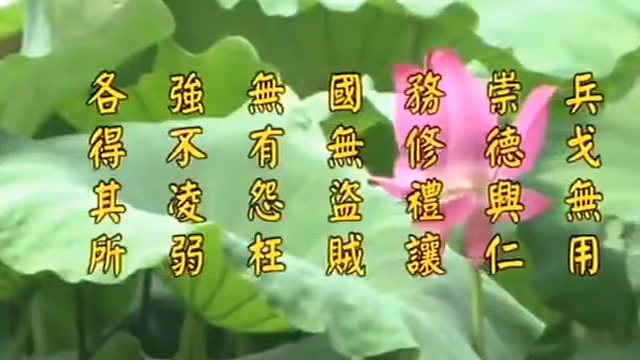 兵戈無用
崇德興仁
務修禮讓
國無盜賊
無有怨枉
強不凌弱
各得其所